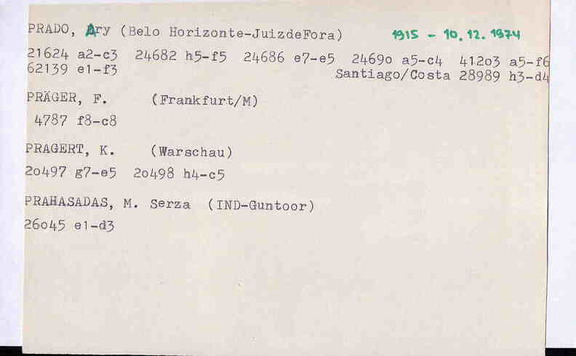 PRADO, Ary (Belo Horizonte-JuizdeFora) 1915 - 10.12.1974
21624 a2-c3 24682 h5-f5 24686 e7-e5 24690 a5-c4 41203 a5-f6
62139 e1-f3 Santiago/Costa 28989 h3-d4
PRÄGER, F. (Frankfurt/M)
4787 f8-c8
PRAGERT, K. (Warschau)
20497 g7-e5 20498 h4-c5
PRAHASADAS, M. Serza (IND-Guntoor)
26045 e1-d3